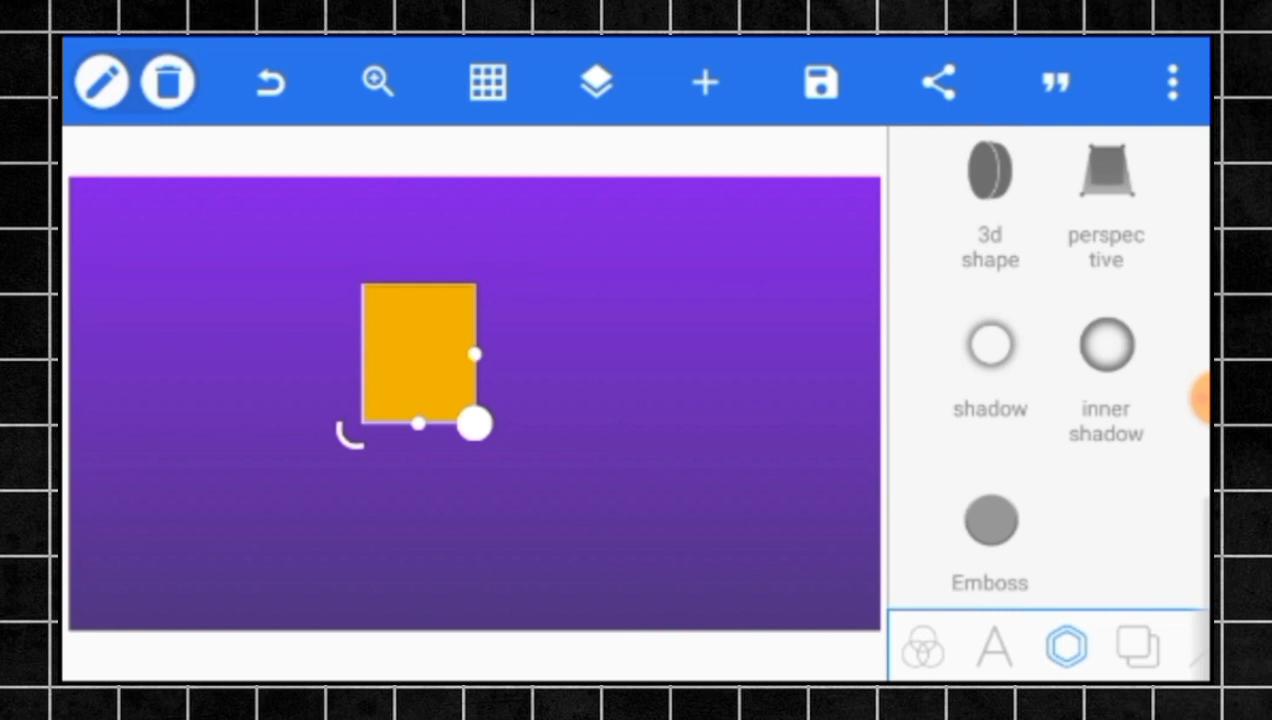 3d
shape
perspec
tive
shadow
inner
shadow
Emboss